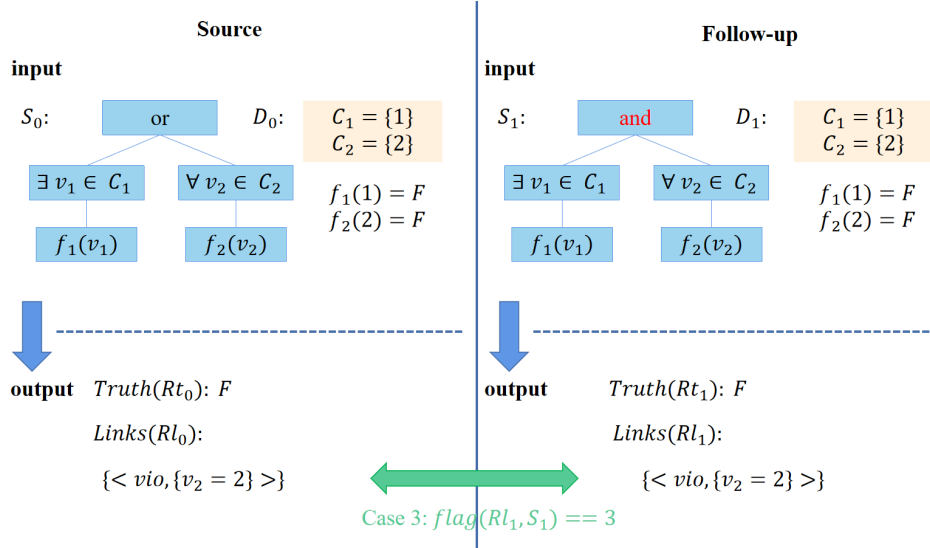 Source
input
S₀:
or
D₀:
C₁ = {1}
C₂ = {2}
∃ v₁ ∈ C₁
∀ v₂ ∈ C₂
f₁(1) = F
f₂(2) = F
f₁(v₁)
f₂(v₂)
output
Truth(Rt₀): F
Links(Rl₀):
{< vio, {v₂ = 2} >}
Follow-up
input
S₁:
and
D₁:
C₁ = {1}
C₂ = {2}
∃ v₁ ∈ C₁
∀ v₂ ∈ C₂
f₁(1) = F
f₂(2) = F
f₁(v₁)
f₂(v₂)
Truth(Rt₁): F
output
Links(Rl₁):
{< vio, {v₂ = 2} >}
Case 3: flag(Rl₁, S₁) == 3